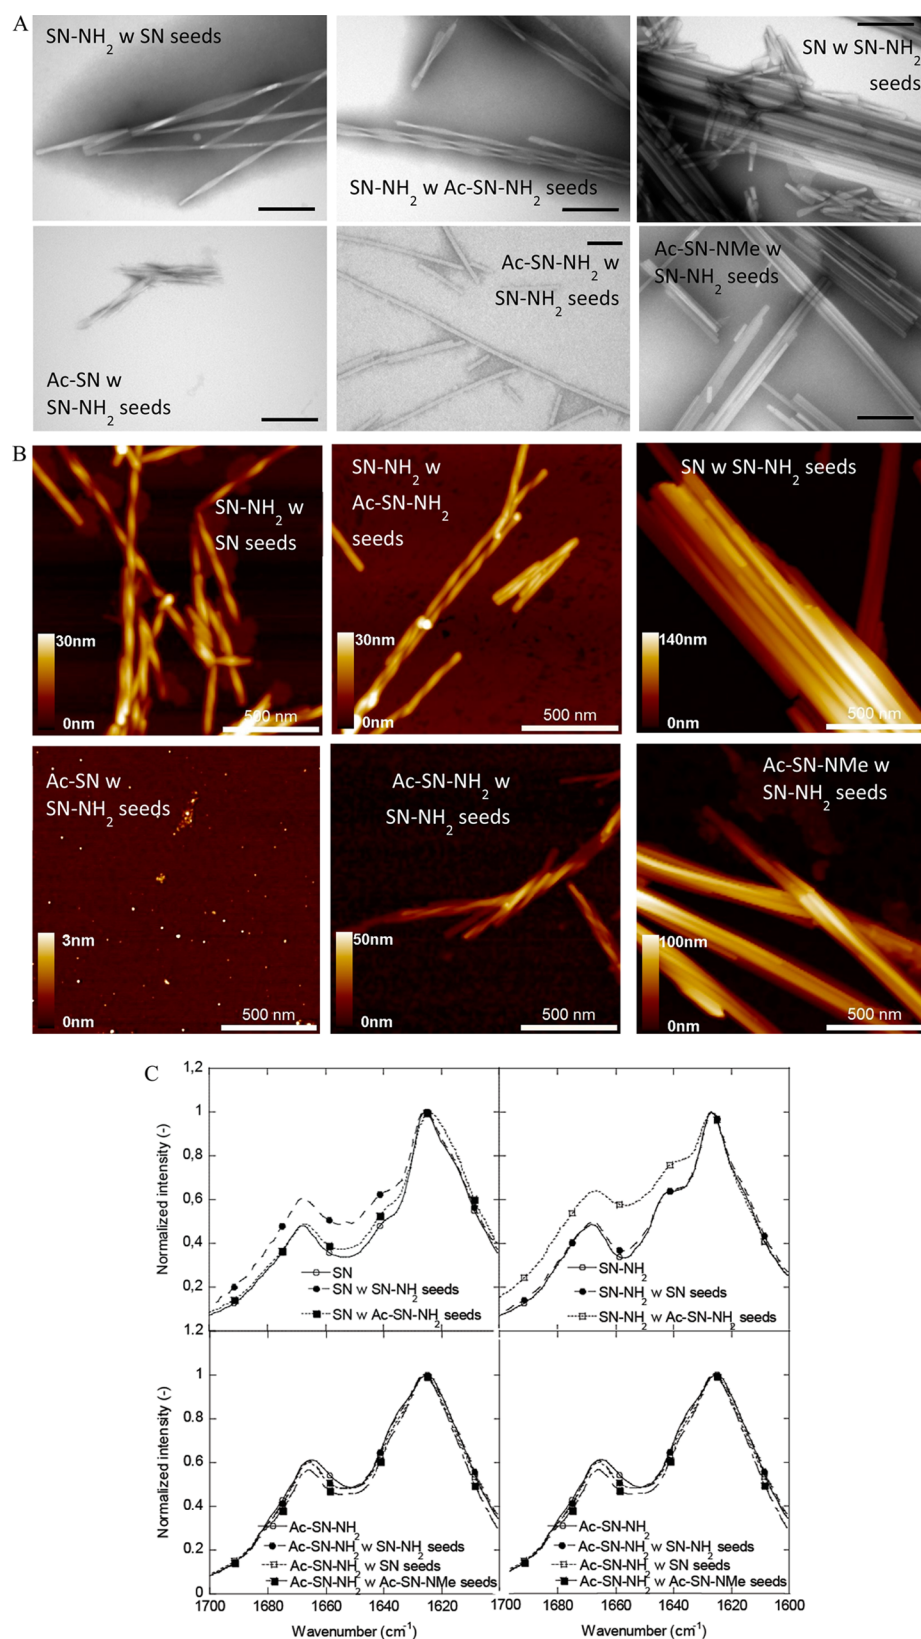 A
SN-NH2 w SN seeds
SN-NH2 w Ac-SN-NH2 seeds
SN w SN-NH2
seeds
Ac-SN w
SN-NH2 seeds
Ac-SN-NH2 w
SN-NH2 seeds
Ac-SN-NMe w
SN-NH2 seeds
B
SN-NH2 w
SN seeds
30nm
0nm
500 nm
SN-NH2 w
Ac-SN-NH2
seeds
30nm
0nm
500 nm
SN w SN-NH2 seeds
140nm
0nm
500 nm
Ac-SN w
SN-NH2 seeds
3nm
0nm
500 nm
Ac-SN-NH2 w
SN-NH2 seeds
50nm
0nm
500 nm
Ac-SN-NMe w
SN-NH2 seeds
100nm
0nm
500 nm
C
Normalized intensity (-)
1,2
1
0,8
0,6
0,4
0,2
SN
SN w SN-NH2 seeds
SN w Ac-SN-NH2 seeds
SN-NH2
SN-NH2 w SN seeds
SN-NH2 w Ac-SN-NH2 seeds
Normalized intensity (-)
1,2
1
0,8
0,6
0,4
0.2
0
Ac-SN-NH2
Ac-SN-NH2 w SN-NH2 seeds
Ac-SN-NH2 w SN seeds
Ac-SN-NH2 w Ac-SN-NMe seeds
Ac-SN-NH2
Ac-SN-NH2 w SN-NH2 seeds
Ac-SN-NH2 w SN seeds
Ac-SN-NH2 w Ac-SN-NMe seeds
1700 1680 1660 1640 1620
1700 1680 1660 1640 1620 1600
Wavenumber (cm-1)
Wavenumber (cm-1)